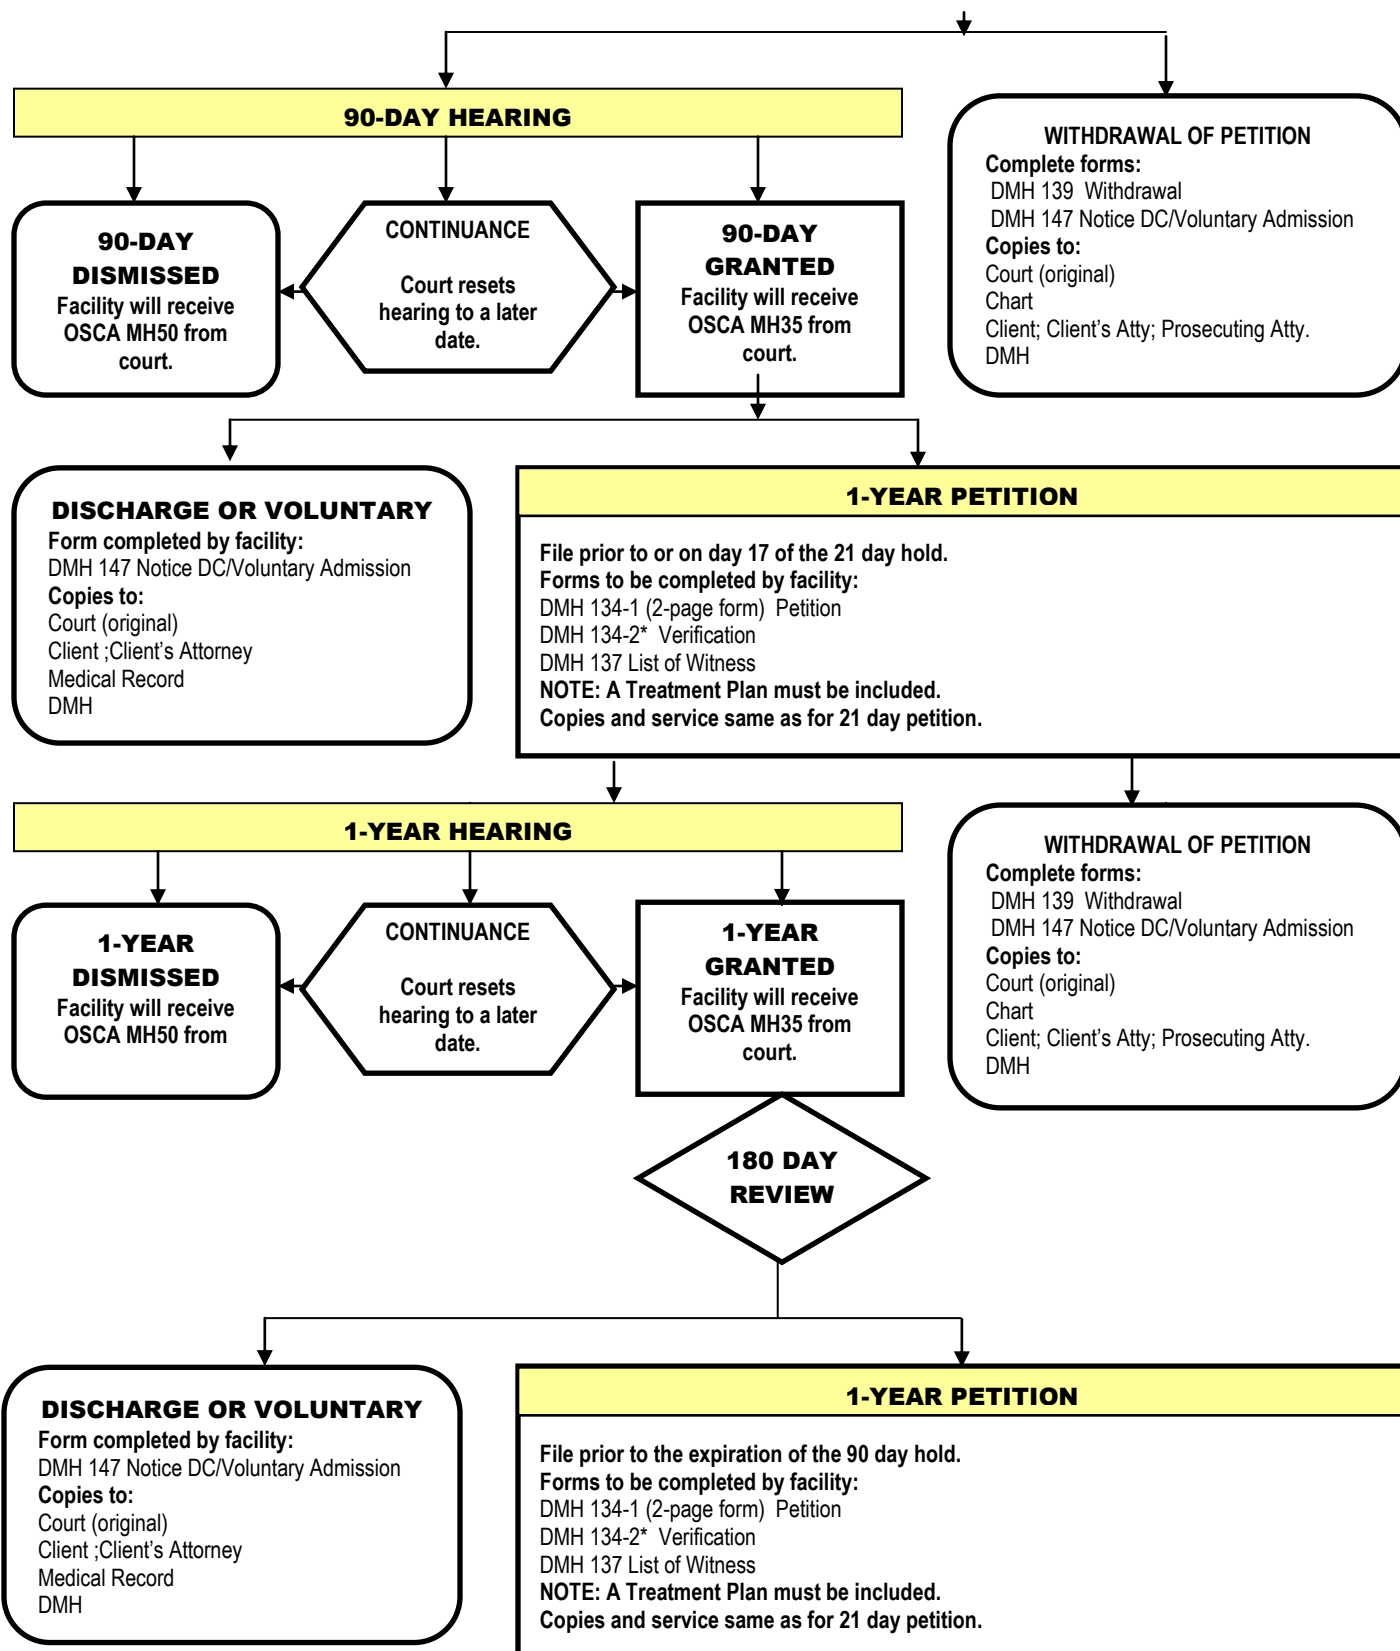 90-DAY HEARING
WITHDRAWAL OF PETITION
Complete forms:
DMH 139  Withdrawal
DMH 147 Notice DC/Voluntary Admission
Copies to:
Court (original)
Chart
Client; Client's Atty; Prosecuting Atty.
DMH
90-DAY
DISMISSED
Facility will receive
OSCA MH50 from
court.
CONTINUANCE
Court resets
hearing to a later
date.
90-DAY
GRANTED
Facility will receive
OSCA MH35 from
court.
DISCHARGE OR VOLUNTARY
Form completed by facility:
DMH 147 Notice DC/Voluntary Admission
Copies to:
Court (original)
Client ;Client's Attorney
Medical Record
DMH
1-YEAR PETITION
File prior to or on day 17 of the 21 day hold.
Forms to be completed by facility:
DMH 134-1 (2-page form)  Petition
DMH 134-2*  Verification
DMH 137 List of Witness
NOTE: A Treatment Plan must be included.
Copies and service same as for 21 day petition.
1-YEAR HEARING
WITHDRAWAL OF PETITION
Complete forms:
DMH 139  Withdrawal
DMH 147 Notice DC/Voluntary Admission
Copies to:
Court (original)
Chart
Client; Client's Atty; Prosecuting Atty.
DMH
1-YEAR
DISMISSED
Facility will receive
OSCA MH50 from
CONTINUANCE
Court resets
hearing to a later
date.
1-YEAR
GRANTED
Facility will receive
OSCA MH35 from
court.
180 DAY
REVIEW
DISCHARGE OR VOLUNTARY
Form completed by facility:
DMH 147 Notice DC/Voluntary Admission
Copies to:
Court (original)
Client ;Client's Attorney
Medical Record
DMH
1-YEAR PETITION
File prior to the expiration of the 90 day hold.
Forms to be completed by facility:
DMH 134-1 (2-page form)  Petition
DMH 134-2*  Verification
DMH 137 List of Witness
NOTE: A Treatment Plan must be included.
Copies and service same as for 21 day petition.